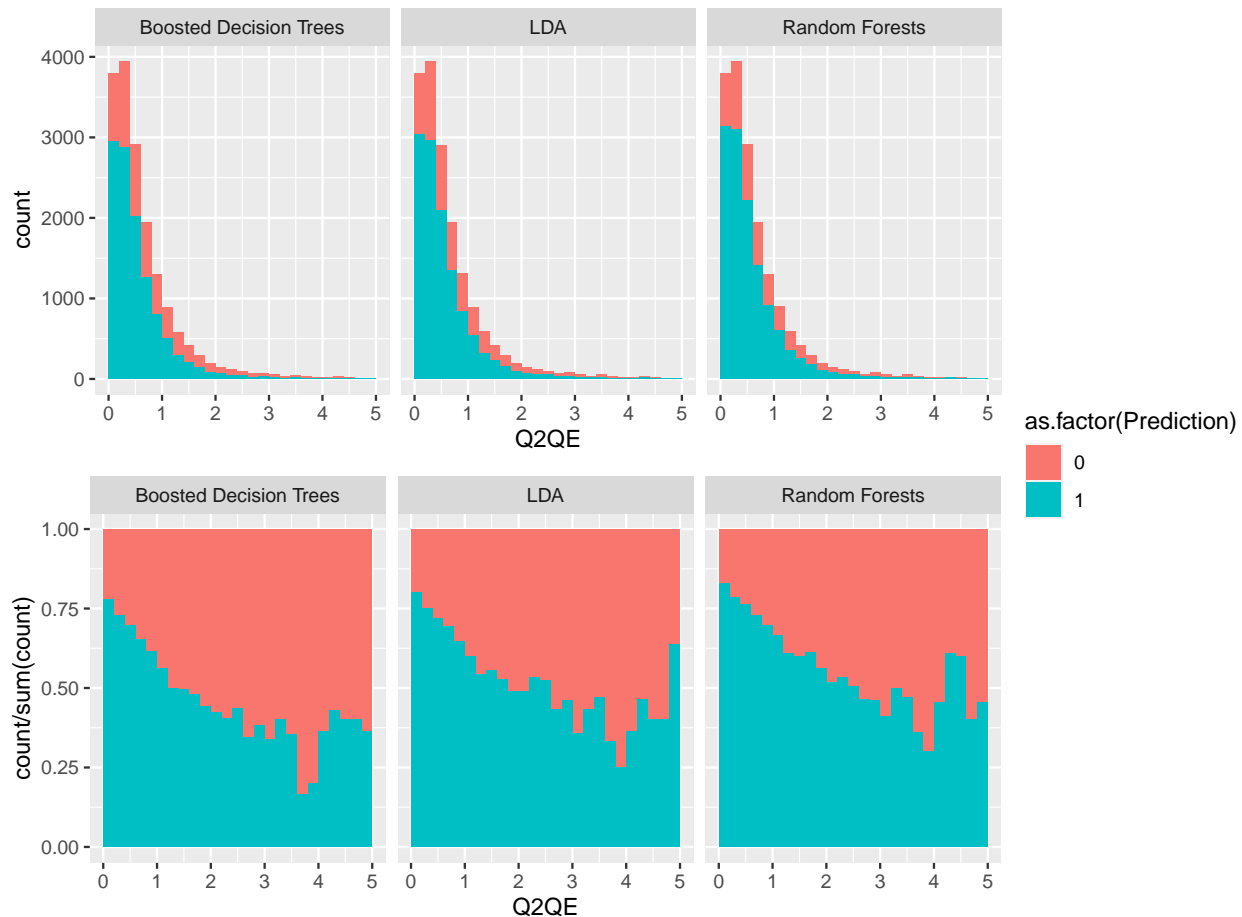 Boosted Decision Trees LDA Random Forests
4000
3000
2000
1000
0
count
0 1 2 3 4 5 0 1 2 3 4 5 0 1 2 3 4 5
Q2QE
as.factor(Prediction)
0
1
Boosted Decision Trees LDA Random Forests
1.00
0.75
0.50
0.25
0.00
count/sum(count)
0 1 2 3 4 5 0 1 2 3 4 5 0 1 2 3 4 5
Q2QE